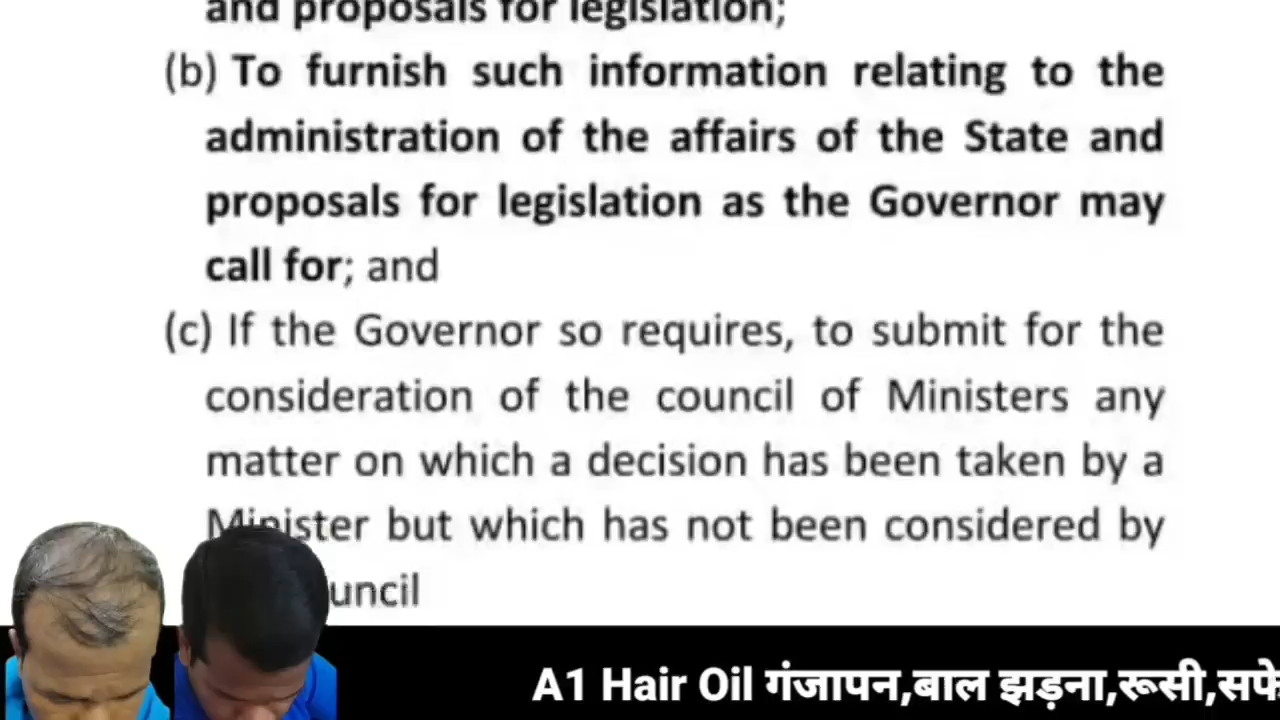 and proposals for legislation;
(b) To furnish such information relating to the
administration of the affairs of the State and
proposals for legislation as the Governor may
call for; and
(c) If the Governor so requires, to submit for the
consideration of the council of Ministers any
matter on which a decision has been taken by a
Minister but which has not been considered by
uncil
A1 Hair Oil गंजापन,बाल झड़ना,रूसी,सफे